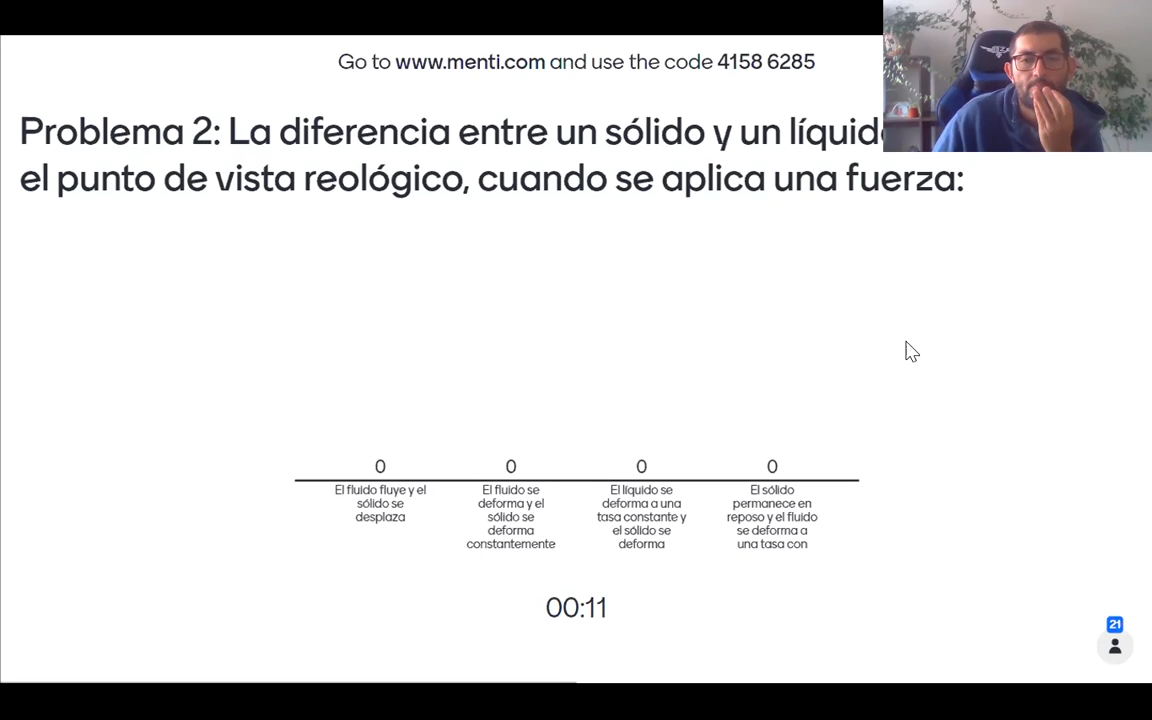 Go to www.menti.com and use the code 4158 6285
Problema 2: La diferencia entre un sólido y un
el punto de vista reológico, cuando se aplica una fuerza:
0
0
0
0
El fluido fluye y el
sólido se
desplaza
El fluido se
deforma y el
sólido se
deforma
constantemente
El líquido se
deforma a una
tasa constante y
el sólido se
deforma
El sólido
permanece en
reposo y el fluido
se deforma a
una tasa con
00:11
21